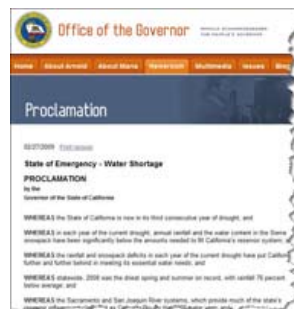 Office of the Governor
Home About Arnold About Maria Newsroom Multimedia Issues Blog
Proclamation
02/27/2009 Print Version
State of Emergency - Water Shortage
PROCLAMATION
by the
Governor of the State of California
WHEREAS the State of California is now in its third consecutive year of drought; and
WHEREAS in each year of the current drought, annual rainfall and the water content in the Sierra
snowpack have been significantly below the amounts needed to fill California's reservoir system;
WHEREAS the rainfall and snowpack deficits in each year of the current drought have put California
further and further behind in meeting its essential water needs; and
WHEREAS statewide, 2008 was the driest spring and summer on record, with rainfall 76 percent
below average; and
WHEREAS the Sacramento and San Joaquin River systems, which provide much of the state's